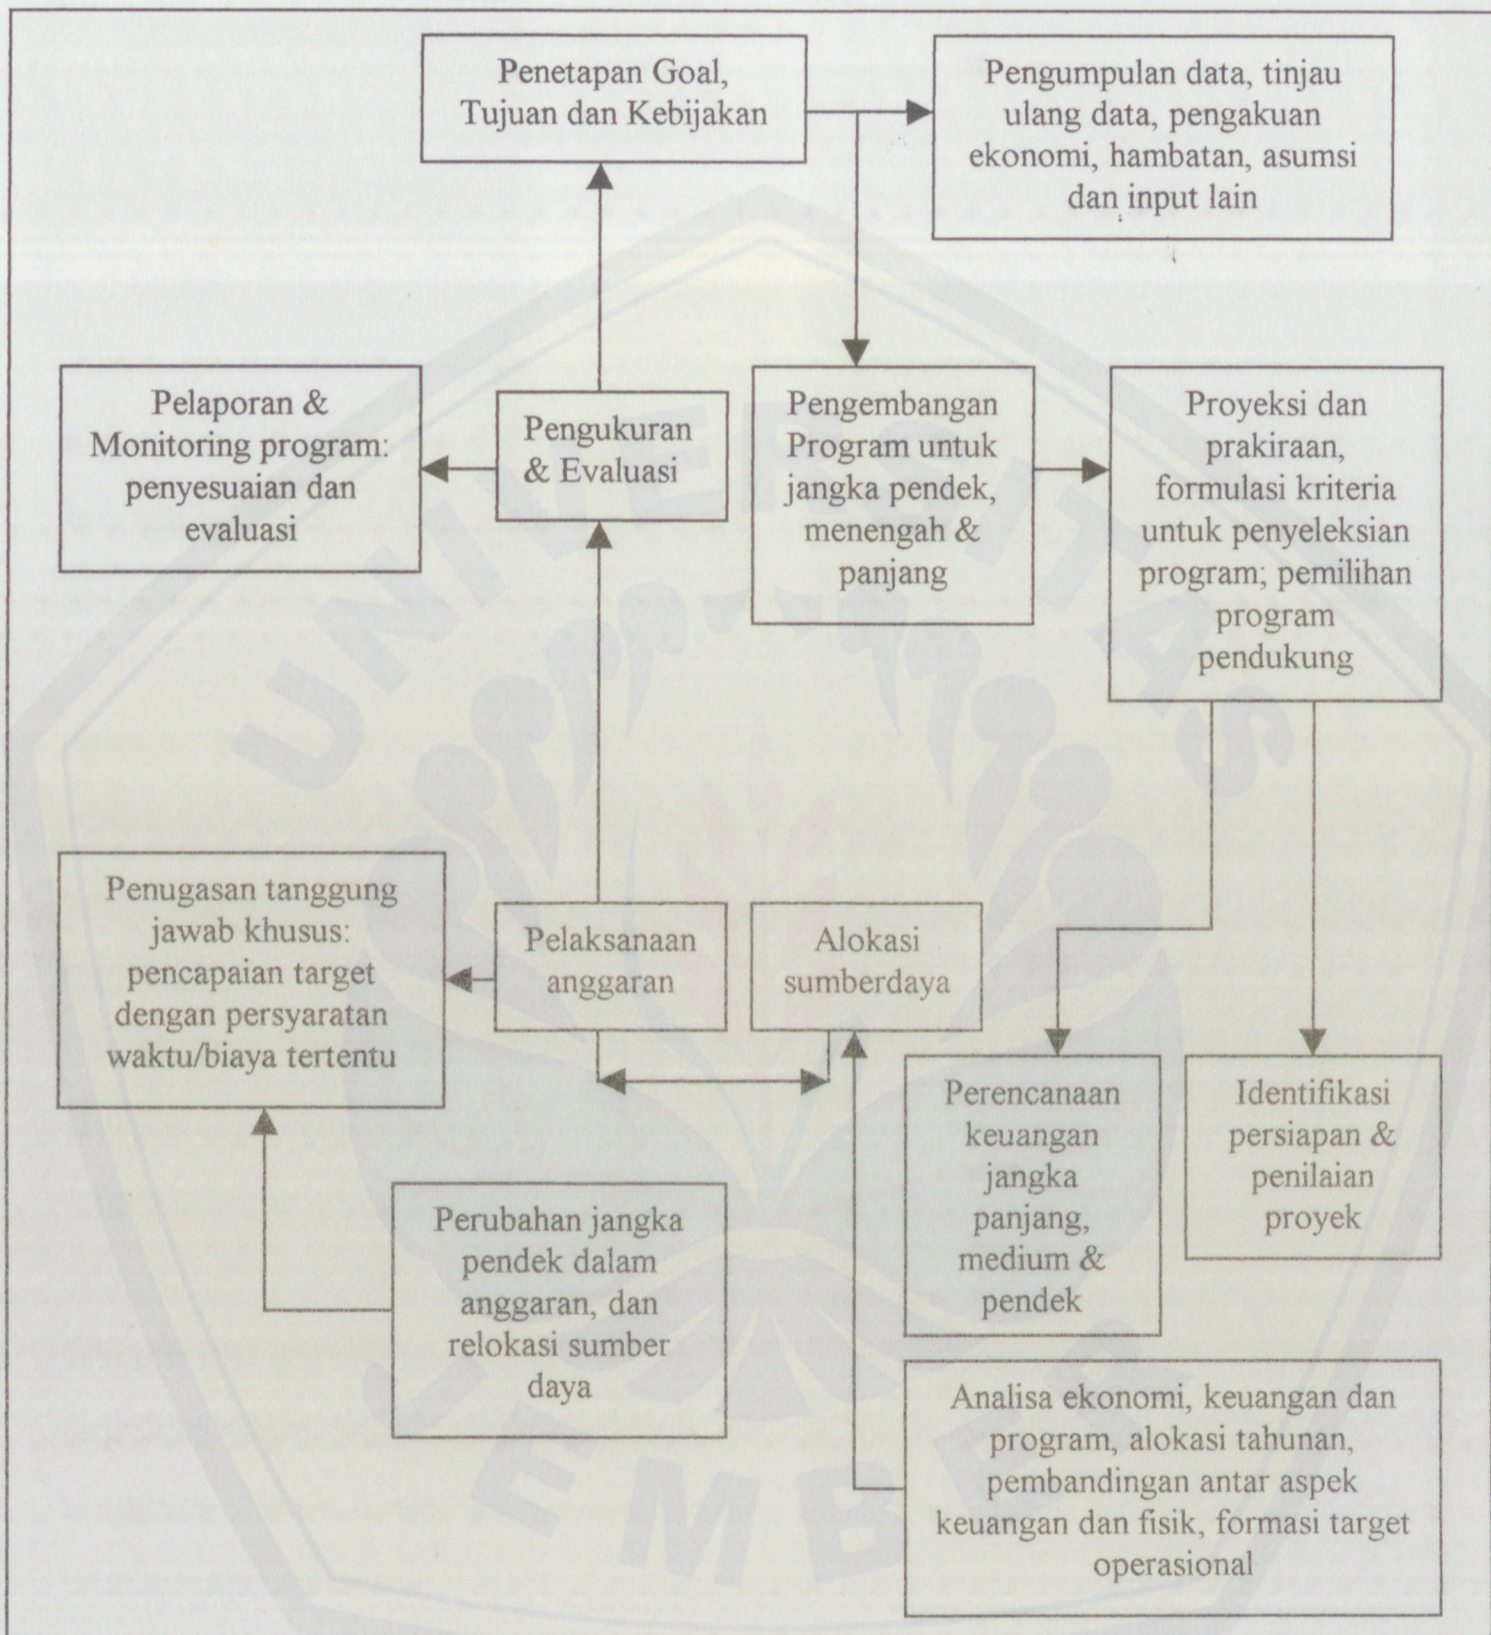 Penetapan Goal,
Tujuan dan Kebijakan
Pengumpulan data, tinjau
ulang data, pengakuan
ekonomi, hambatan, asumsi
dan input lain
Pelaporan &
Monitoring program:
penyesuaian dan
evaluasi
Pengukuran
& Evaluasi
Pengembangan
Program untuk
jangka pendek,
menengah &
panjang
Proyeksi dan
prakiraan,
formulasi kriteria
untuk penyeleksian
program; pemilihan
program
pendukung
Penugasan tanggung
jawab khusus:
pencapaian target
dengan persyaratan
waktu/biaya tertentu
Pelaksanaan
anggaran
Alokasi
sumberdaya
Perencanaan
keuangan
jangka
panjang,
medium &
pendek
Identifikasi
persiapan &
penilaian
proyek
Perubahan jangka
pendek dalam
anggaran, dan
relokasi sumber
daya
Analisa ekonomi, keuangan dan
program, alokasi tahunan,
pembandingan antar aspek
keuangan dan fisik, formasi target
operasional
UNIVERSITAS
JEMBER